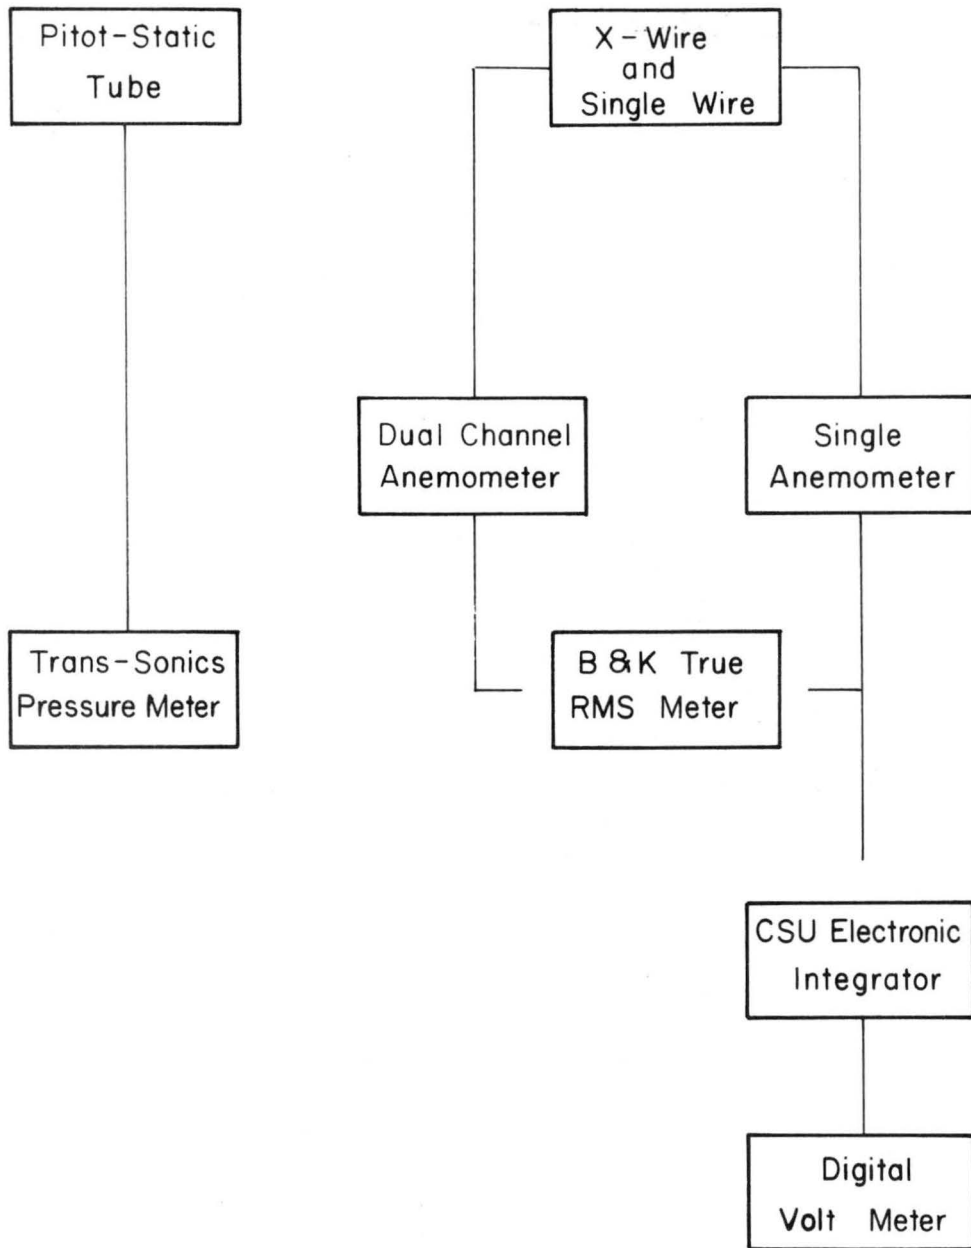 Pitot-Static
Tube
X-Wire
and
Single Wire
Dual Channel
Anemometer
Single
Anemometer
Trans-Sonics
Pressure Meter
B & K True
RMS Meter
CSU Electronic
Integrator
Digital
Volt Meter